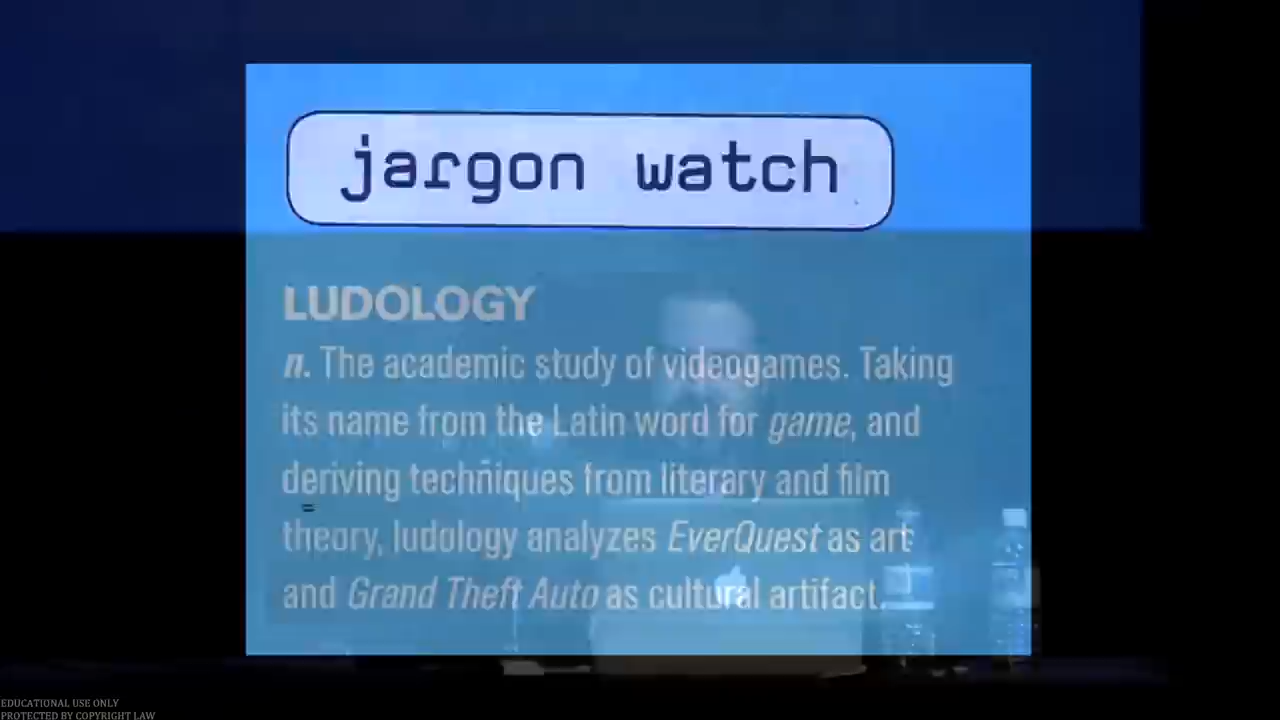 jargon watch
LUDOLOGY
n. The academic study of videogames. Taking
its name from the Latin word for game, and
deriving techniques from literary and film
theory, ludology analyzes EverQuest as art
and Grand Theft Auto as cultural artifact.
EDUCATIONAL USE ONLY
PROTECTED BY COPYRIGHT LAW